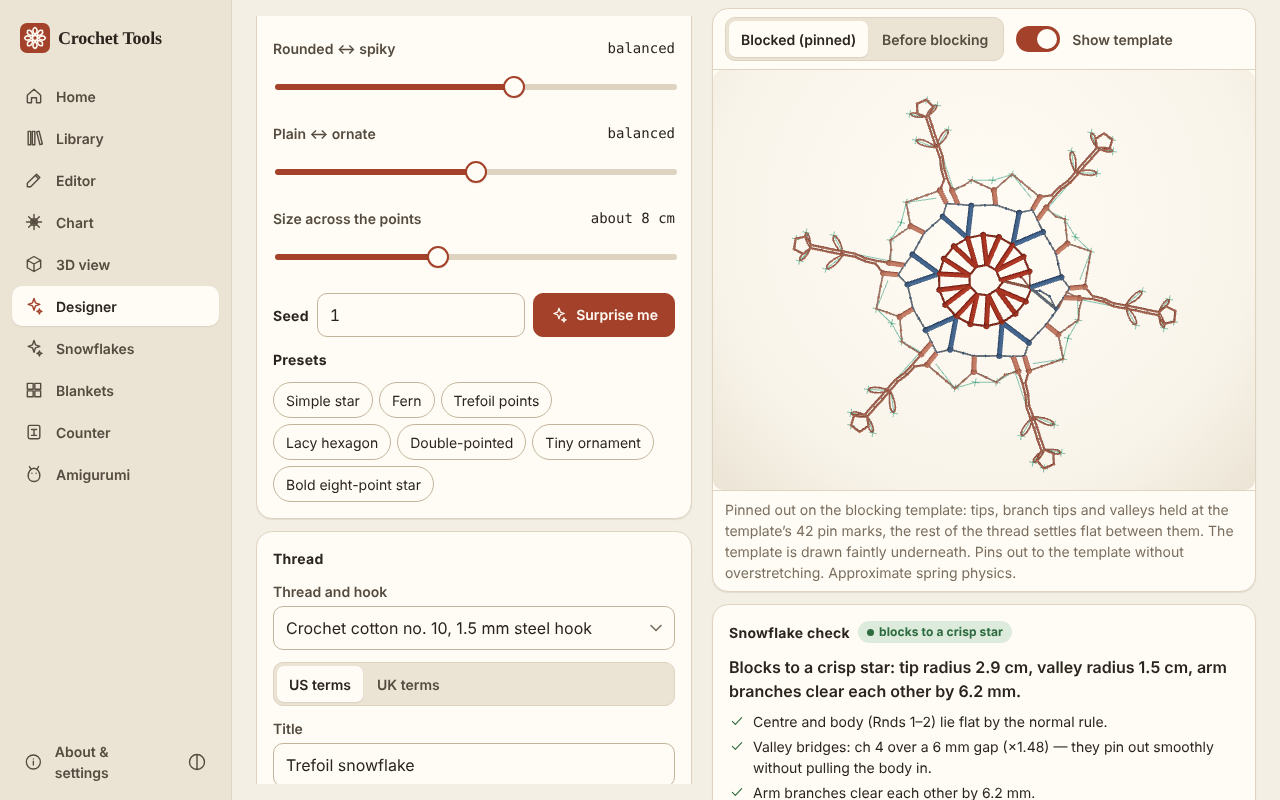 Crochet Tools
Home
Library
Editor
Chart
3D view
Designer
Snowflakes
Blankets
Counter
Amigurumi
About &
settings
Rounded ↔ spiky
balanced
Plain ↔ ornate
balanced
Size across the points
about 8 cm
Seed
1
Surprise me
Presets
Simple star
Fern
Trefoil points
Lacy hexagon
Double-pointed
Tiny ornament
Bold eight-point star
Thread
Thread and hook
Crochet cotton no. 10, 1.5 mm steel hook
US terms
UK terms
Title
Trefoil snowflake
Blocked (pinned)
Before blocking
Show template
Pinned out on the blocking template: tips, branch tips and valleys held at the
template’s 42 pin marks, the rest of the thread settles flat between them. The
template is drawn faintly underneath. Pins out to the template without
overstretching. Approximate spring physics.
Snowflake check
blocks to a crisp star
Blocks to a crisp star: tip radius 2.9 cm, valley radius 1.5 cm, arm
branches clear each other by 6.2 mm.
Centre and body (Rnds 1–2) lie flat by the normal rule.
Valley bridges: ch 4 over a 6 mm gap (×1.48) — they pin out smoothly
without pulling the body in.
Arm branches clear each other by 6.2 mm.